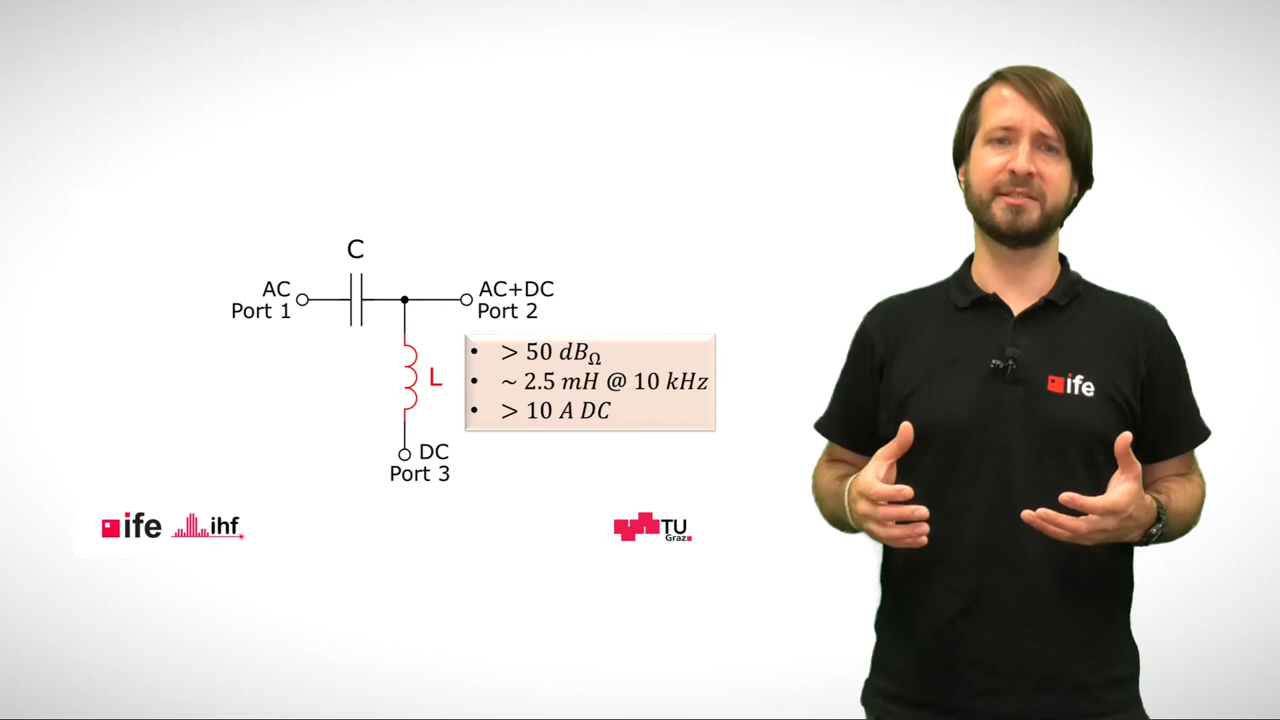 C
AC
Port 1
AC+DC
Port 2
• > 50 dB_Ω
L
• ~ 2.5 mH @ 10 kHz
• > 10 A DC
DC
Port 3
ife
ihf
TU
Graz
ife